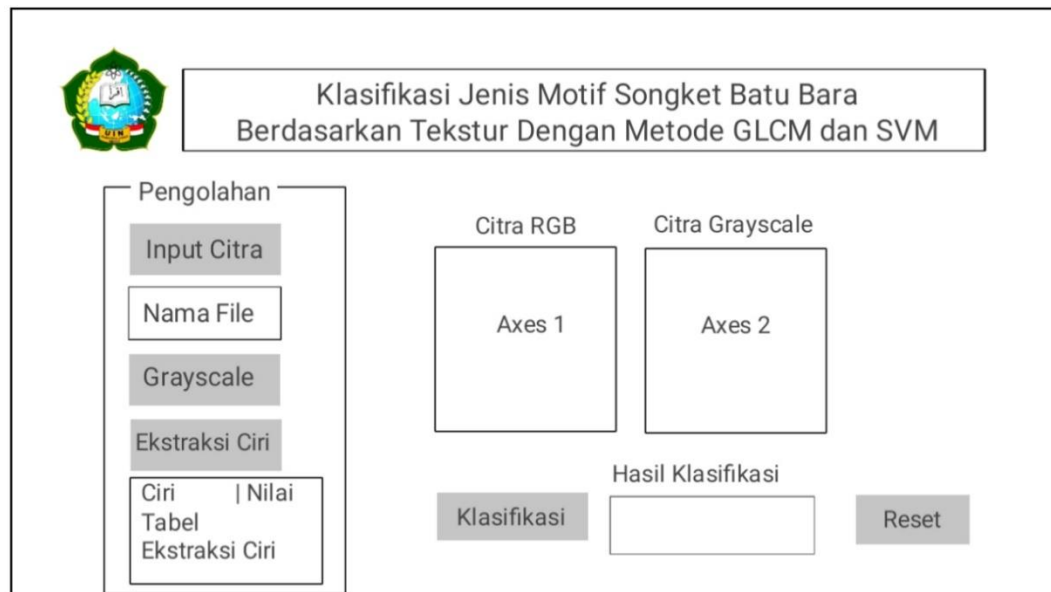 Klasifikasi Jenis Motif Songket Batu Bara
Berdasarkan Tekstur Dengan Metode GLCM dan SVM
Pengolahan
Input Citra
Nama File
Grayscale
Ekstraksi Ciri
Ciri | Nilai
Tabel
Ekstraksi Ciri
Citra RGB
Citra Grayscale
Axes 1
Axes 2
Hasil Klasifikasi
Klasifikasi
Reset
UIN